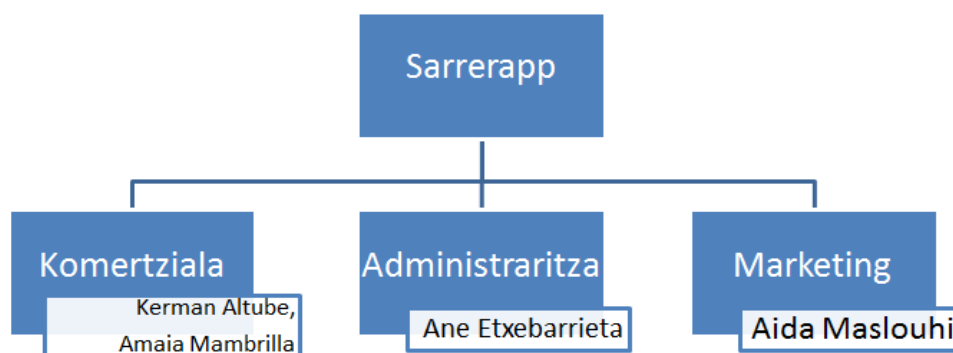 Sarrerapp
Komertziala
Kerman Altube,
Amaia Mambrilla
Administraritza
Ane Etxebarrieta
Marketing
Aida Maslouhi